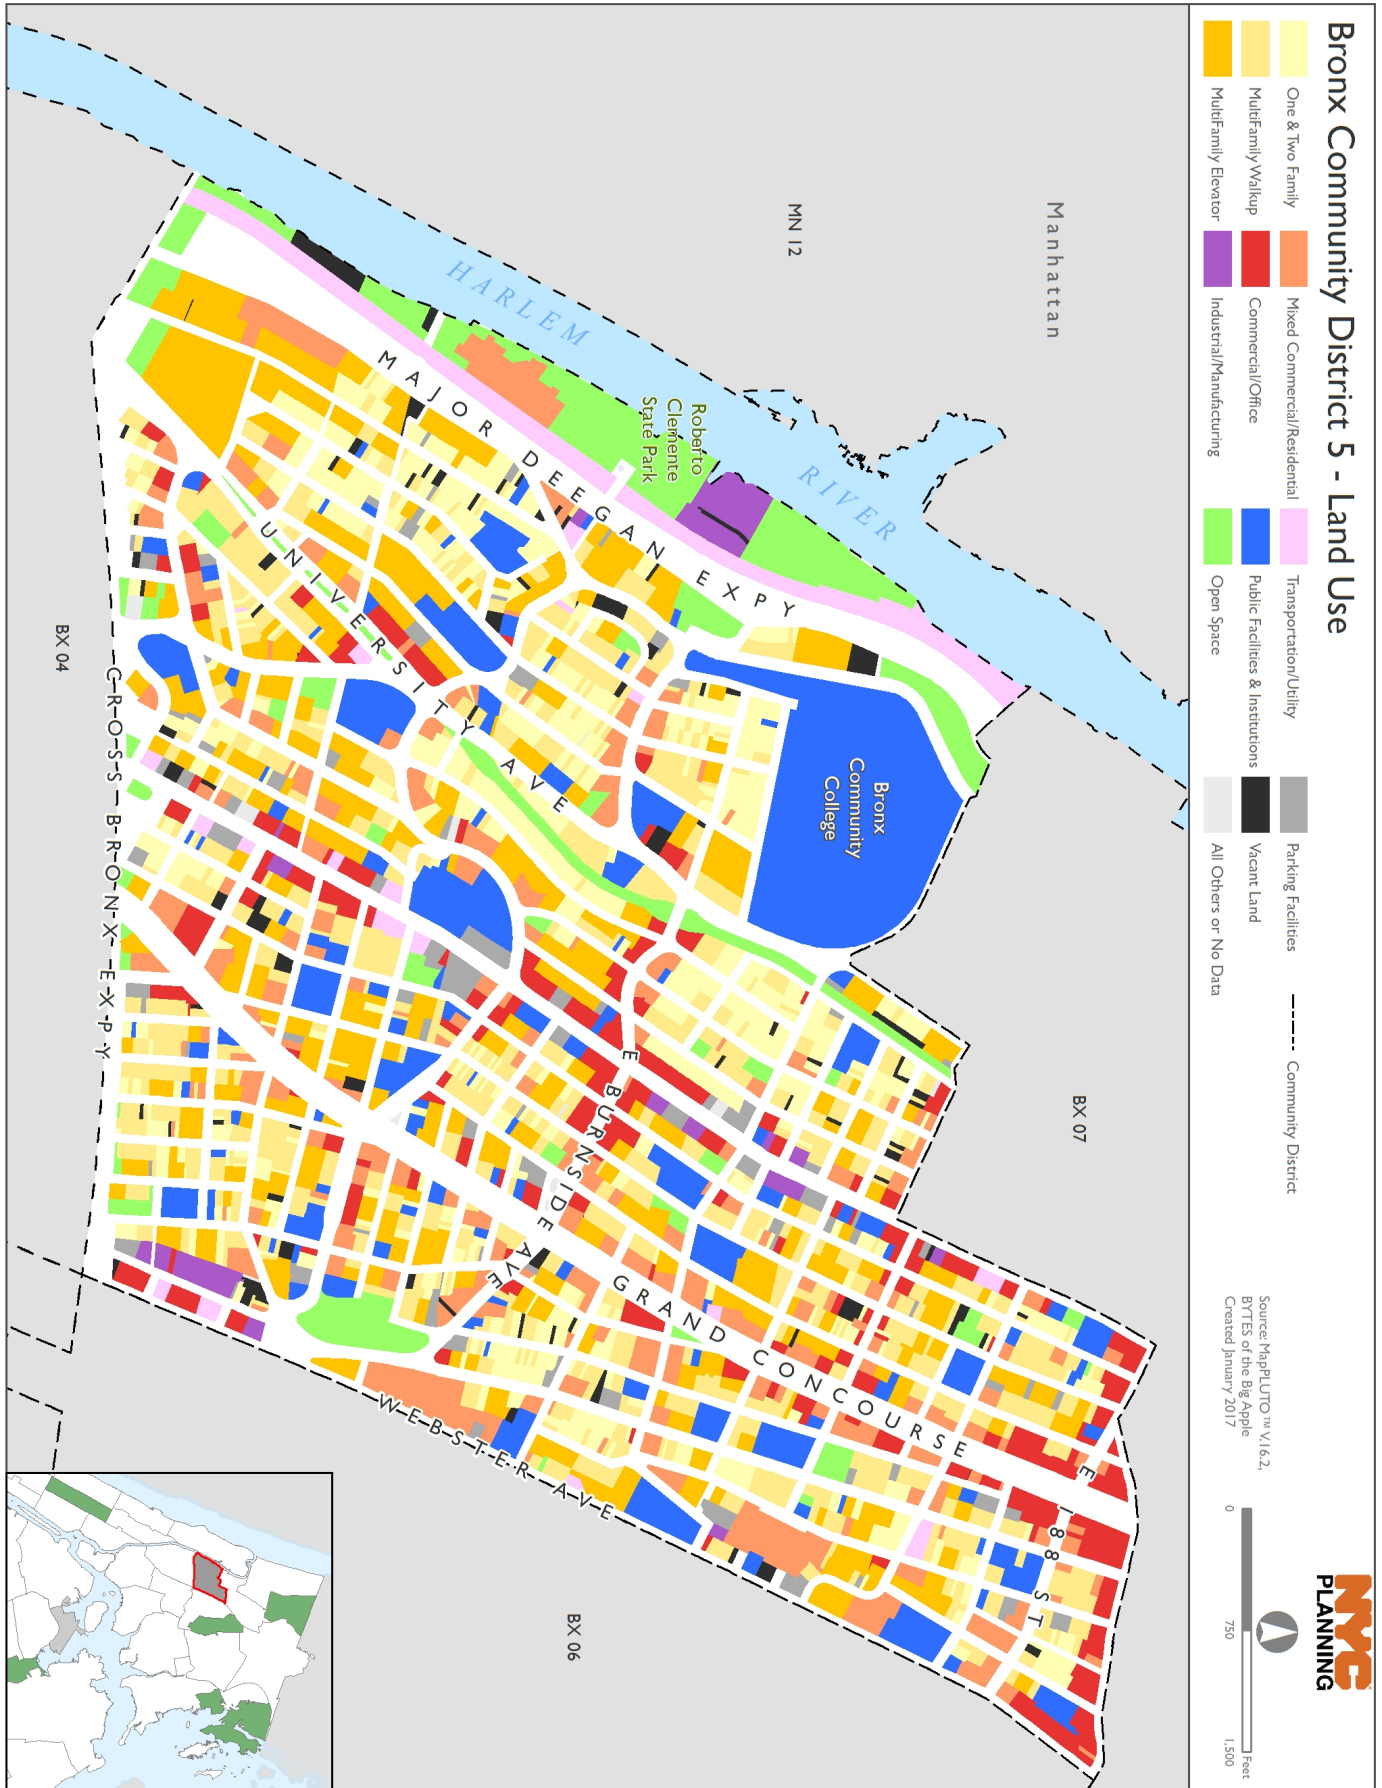 Bronx Community District 5 - Land Use
One & Two Family
MultiFamily Walkup
MultiFamily Elevator
Mixed Commercial/Residential
Commercial/Office
Industrial/Manufacturing
Transportation/Utility
Public Facilities & Institutions
Open Space
Parking Facilities
Vacant Land
All Others or No Data
Community District
Source: MapPLUTO™ V.16.2,
BYTES of the Big Apple
Created January 2017
0 750 1,500
Feet
NYC
PLANNING
Manhattan
MN 12
HARLEM
RIVER
Roberto
Clemente
State Park
MAJOR DEEGAN EXPY
Bronx
Community
College
BX 07
UNIVERSITY AVE
E BURNSIDE AVE
GRAND CONCOURSE
E 188 ST
WEBSTER AVE
CROSS BRONX EXPY
BX 04
BX 06